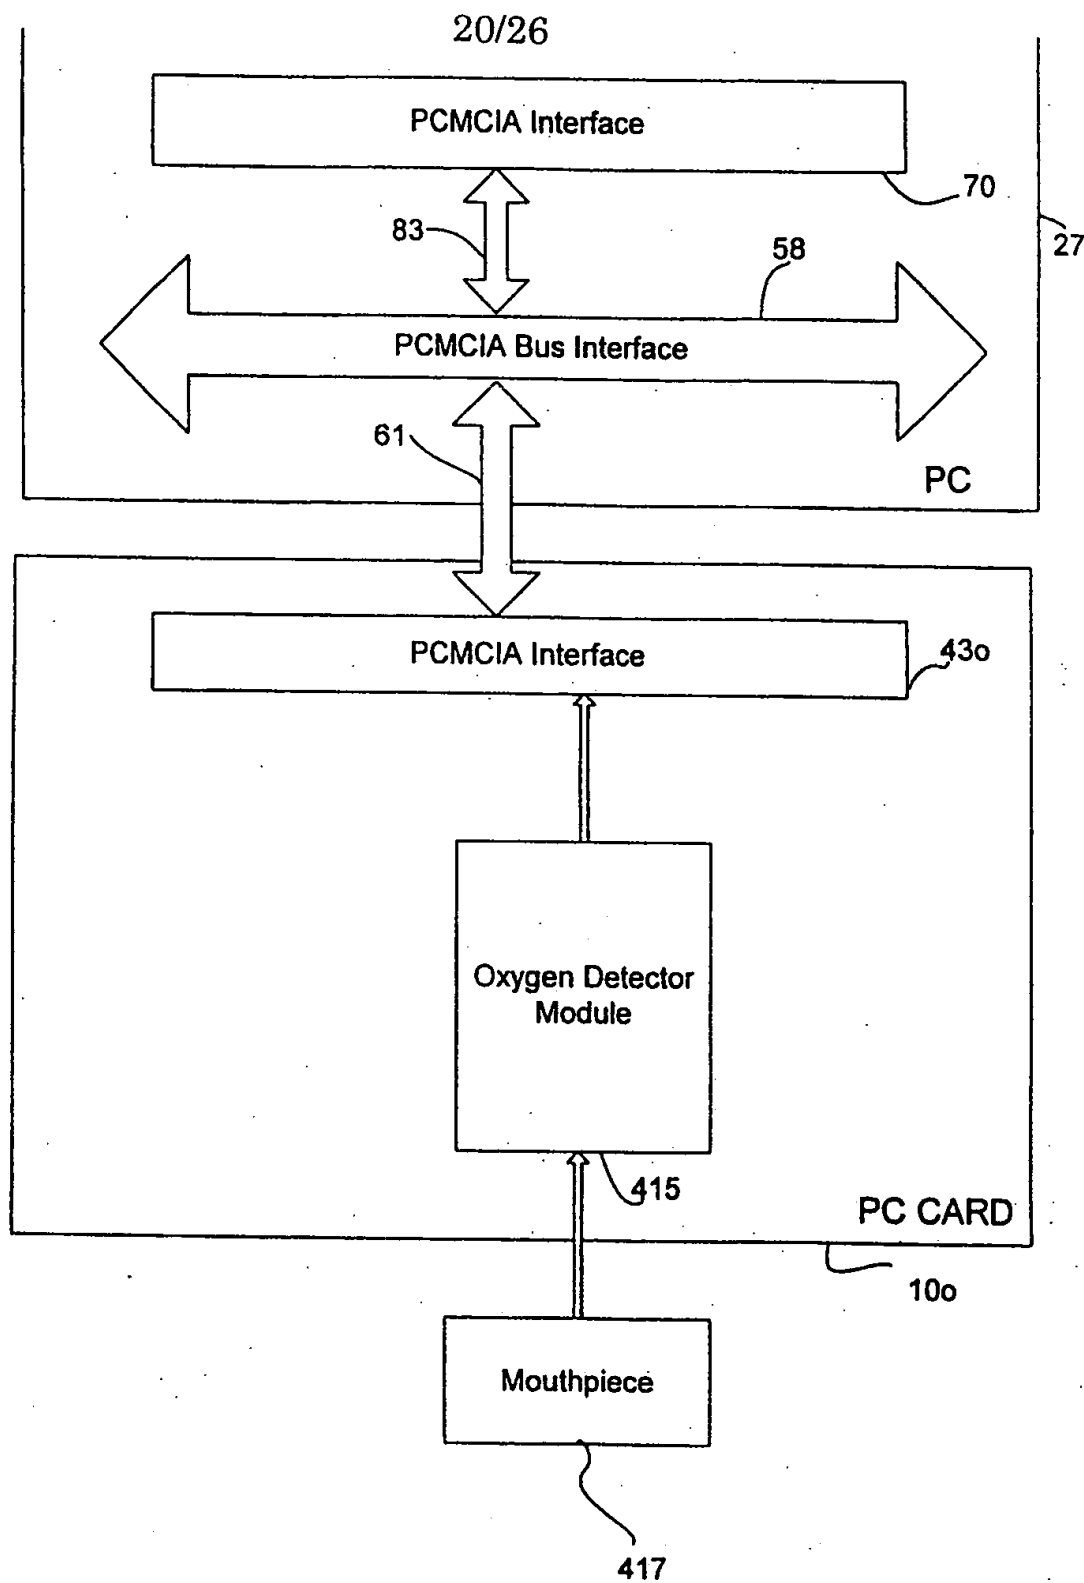 20/26
PCMCIA Interface
70
83
27
58
PCMCIA Bus Interface
61
PC
PCMCIA Interface
43o
Oxygen Detector
Module
415
PC CARD
10o
Mouthpiece
417